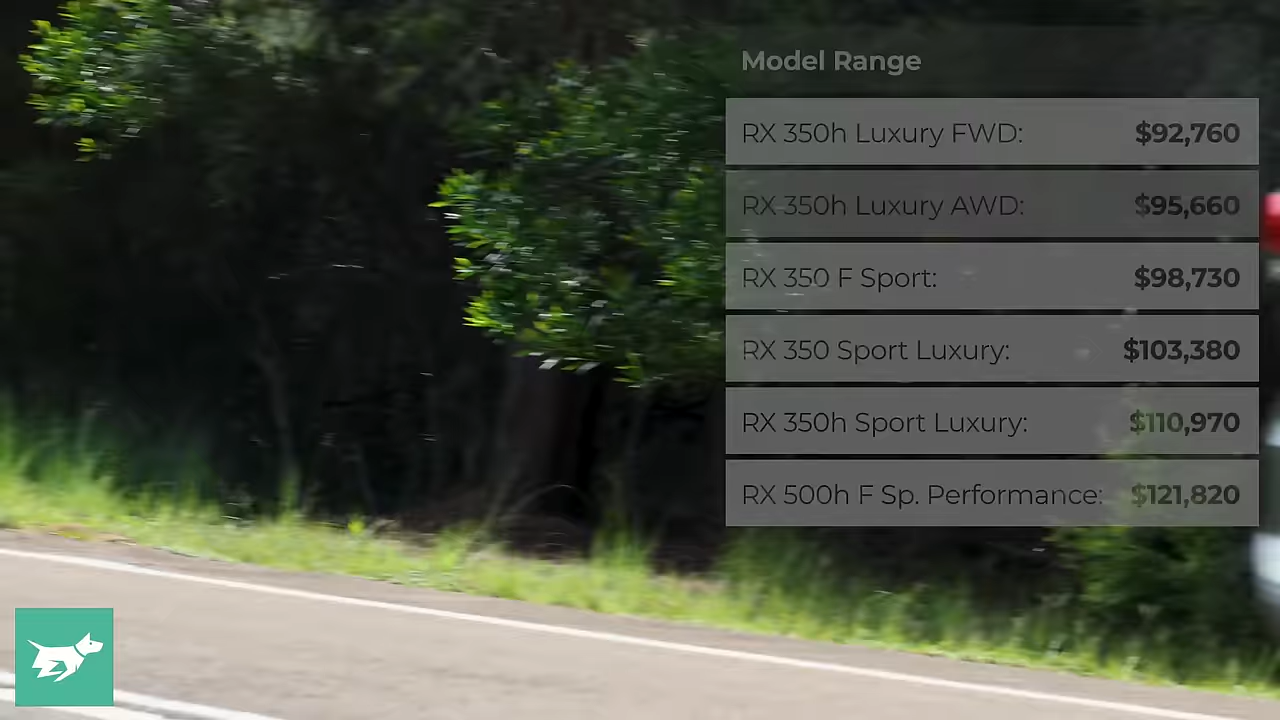 Model Range
RX 350h Luxury FWD: $92,760
RX 350h Luxury AWD: $95,660
RX 350 F Sport: $98,730
RX 350 Sport Luxury: $103,380
RX 350h Sport Luxury: $110,970
RX 500h F Sp. Performance: $121,820